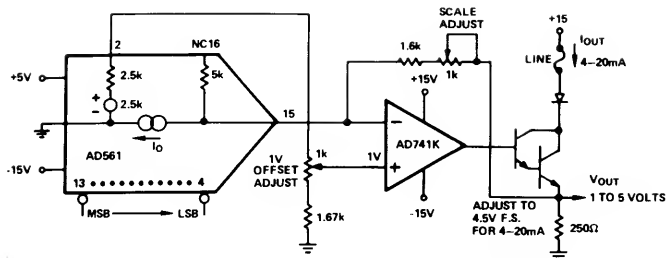 SCALE
ADJUST
+15
2
NC16
IOUT
4–20mA
LINE
1.6k
1k
+5V
2.5k
5k
+15V
+
–
2.5k
15
–
AD741K
IO
1k
1V
+
1V
OFFSET
ADJUST
AD561
-15V
13
4
MSB
LSB
1.67k
-15V
ADJUST TO
4.5V F.S.
FOR 4–20mA
VOUT
1 TO 5 VOLTS
250Ω